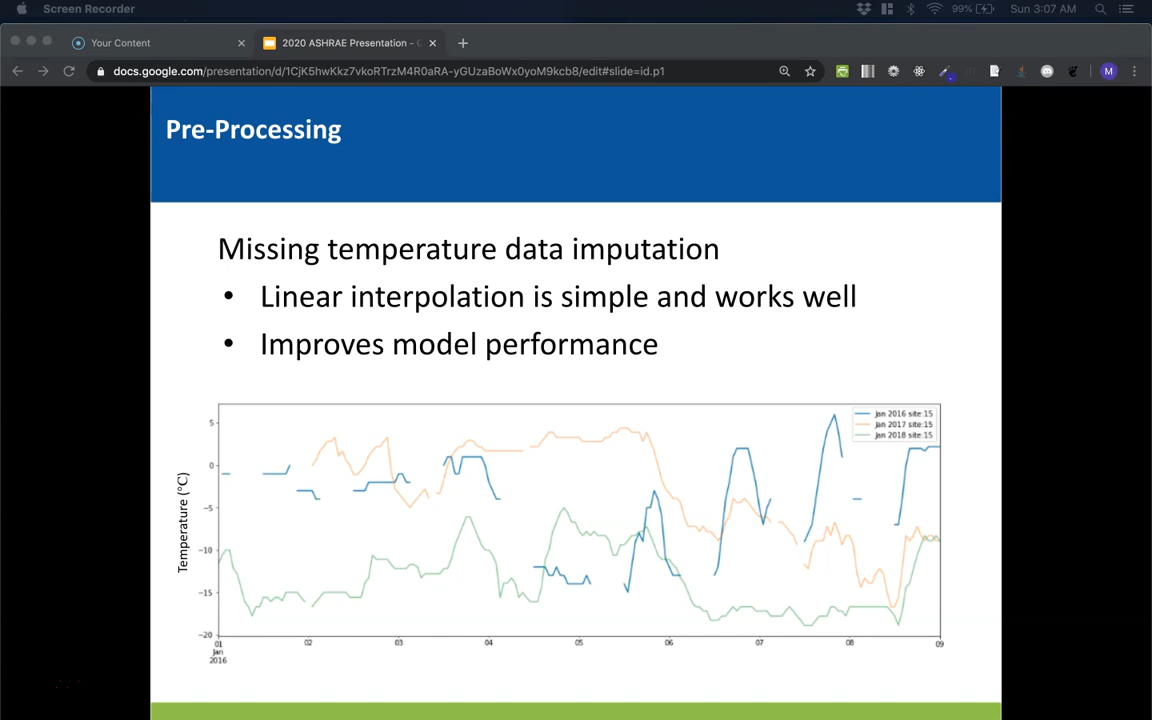 Screen Recorder
99%
Sun 3:07 AM
Your Content
2020 ASHRAE Presentation -
docs.google.com/presentation/d/1CjK5hwKkz7vkoRTrzM4R0aRA-yGUzaBoWx0yoM9kcb8/edit#slide=id.p1
M
Pre-Processing
Missing temperature data imputation
• Linear interpolation is simple and works well
• Improves model performance
Jan 2016 site:15
Jan 2017 site:15
Jan 2018 site:15
Temperature (°C)
5
0
−5
−10
−15
−20
01 02 03 04 05 06 07 08 09
Jan
2016